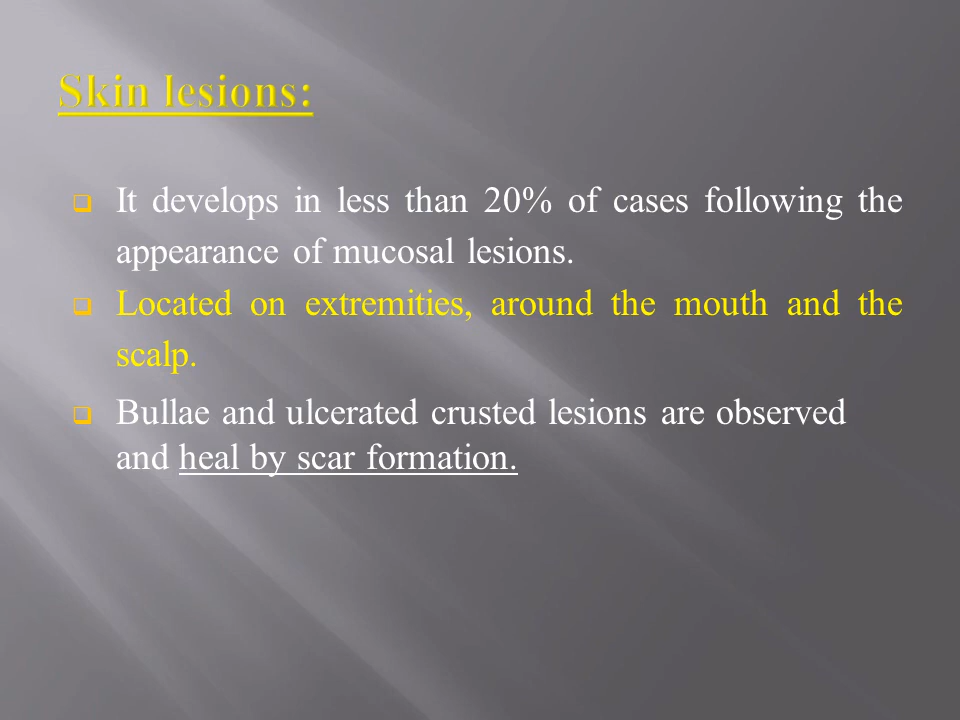 Skin lesions:
It develops in less than 20% of cases following the
appearance of mucosal lesions.
Located on extremities, around the mouth and the
scalp.
Bullae and ulcerated crusted lesions are observed
and heal by scar formation.